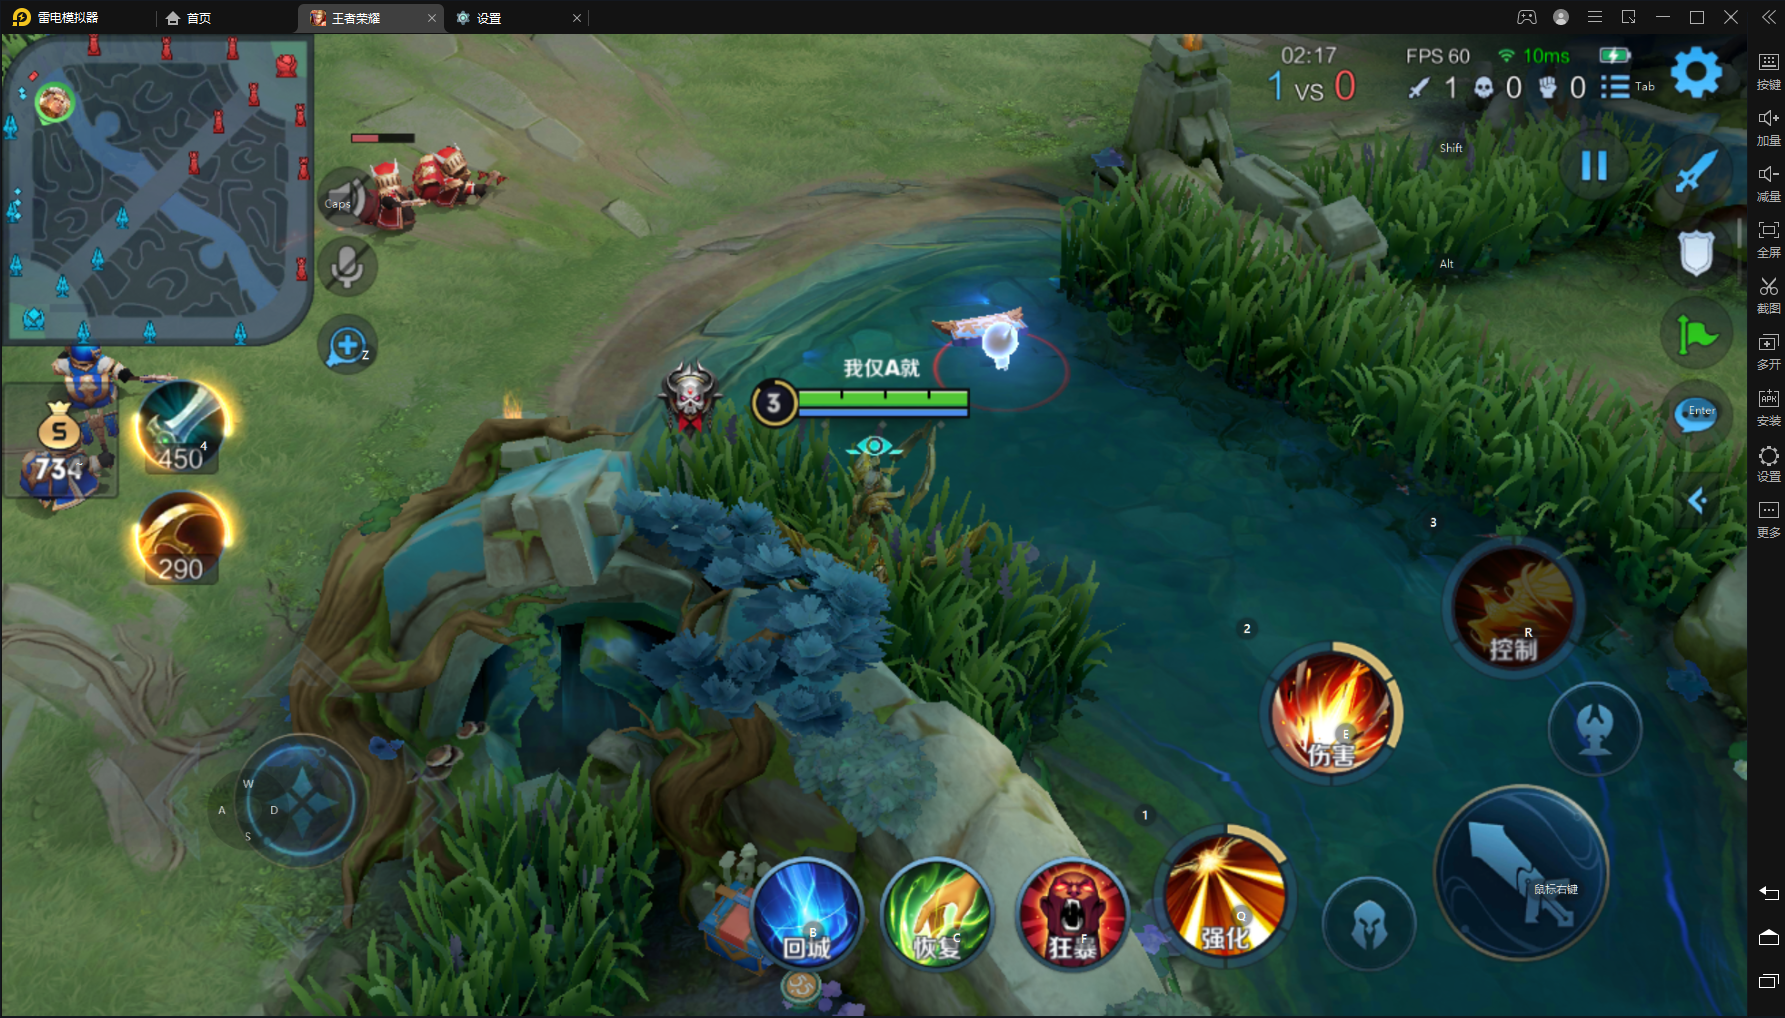 雷电模拟器
首页
王者荣耀
设置
02:17
FPS 60
10ms
1 VS 0
1
0
0
Tab
按键
加量
减量
全屏
截图
多开
安装
设置
更多
Shift
Caps
Alt
Z
我仅A就
3
Enter
S
734
4
450
290
3
2
1
R
控制
E
伤害
Q
强化
W
A
D
S
B
回城
C
恢复
F
狂暴
鼠标右键
APK